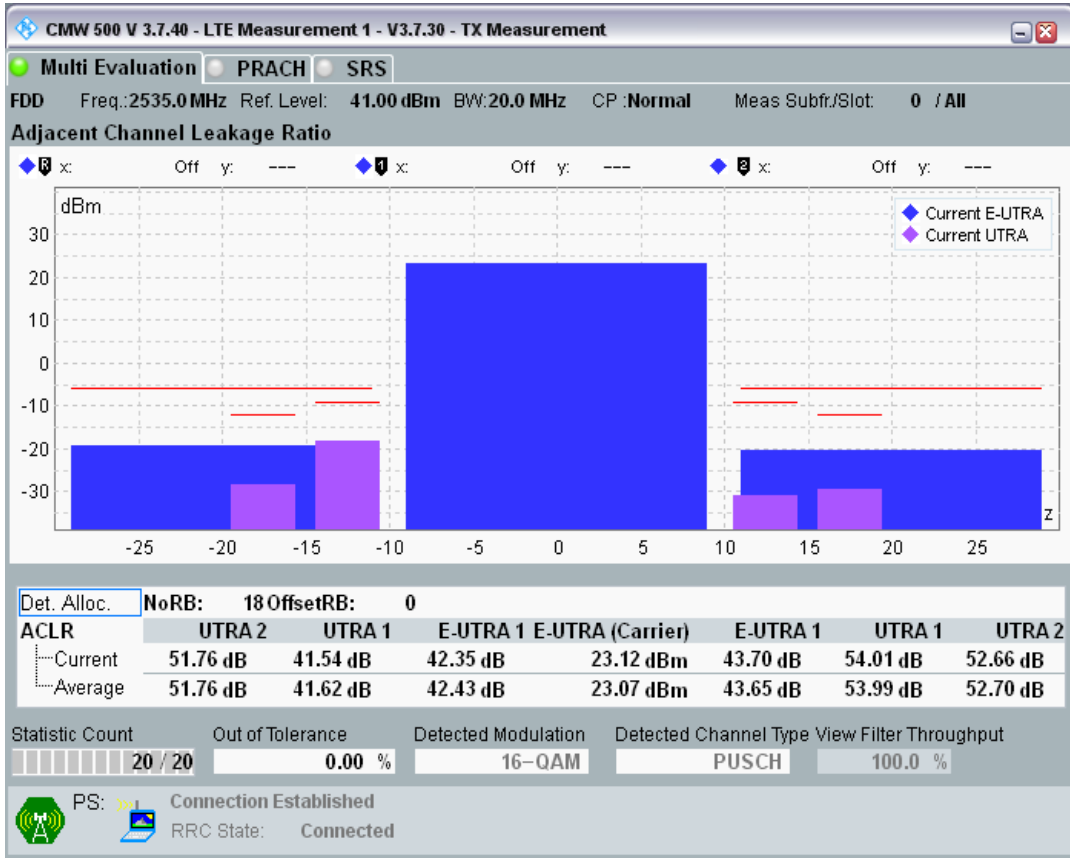 CMW 500 V 3.7.40 - LTE Measurement 1 - V3.7.30 - TX Measurement
Multi Evaluation PRACH SRS
FDD Freq.:2535.0 MHz Ref. Level: 41.00 dBm BW:20.0 MHz CP :Normal Meas Subfr./Slot: 0 / All
Adjacent Channel Leakage Ratio
R x: Off y: --- 1 x: Off y: --- 2 x: Off y: ---
dBm
Current E-UTRA
Current UTRA
30
20
10
0
-10
-20
-30
z
-25 -20 -15 -10 -5 0 5 10 15 20 25
Det. Alloc. NoRB: 18 OffsetRB: 0
ACLR UTRA 2 UTRA 1 E-UTRA 1 E-UTRA (Carrier) E-UTRA 1 UTRA 1 UTRA 2
Current 51.76 dB 41.54 dB 42.35 dB 23.12 dBm 43.70 dB 54.01 dB 52.66 dB
Average 51.76 dB 41.62 dB 42.43 dB 23.07 dBm 43.65 dB 53.99 dB 52.70 dB
Statistic Count Out of Tolerance Detected Modulation Detected Channel Type View Filter Throughput
20 / 20 0.00 % 16-QAM PUSCH 100.0 %
PS: Connection Established
RRC State: Connected